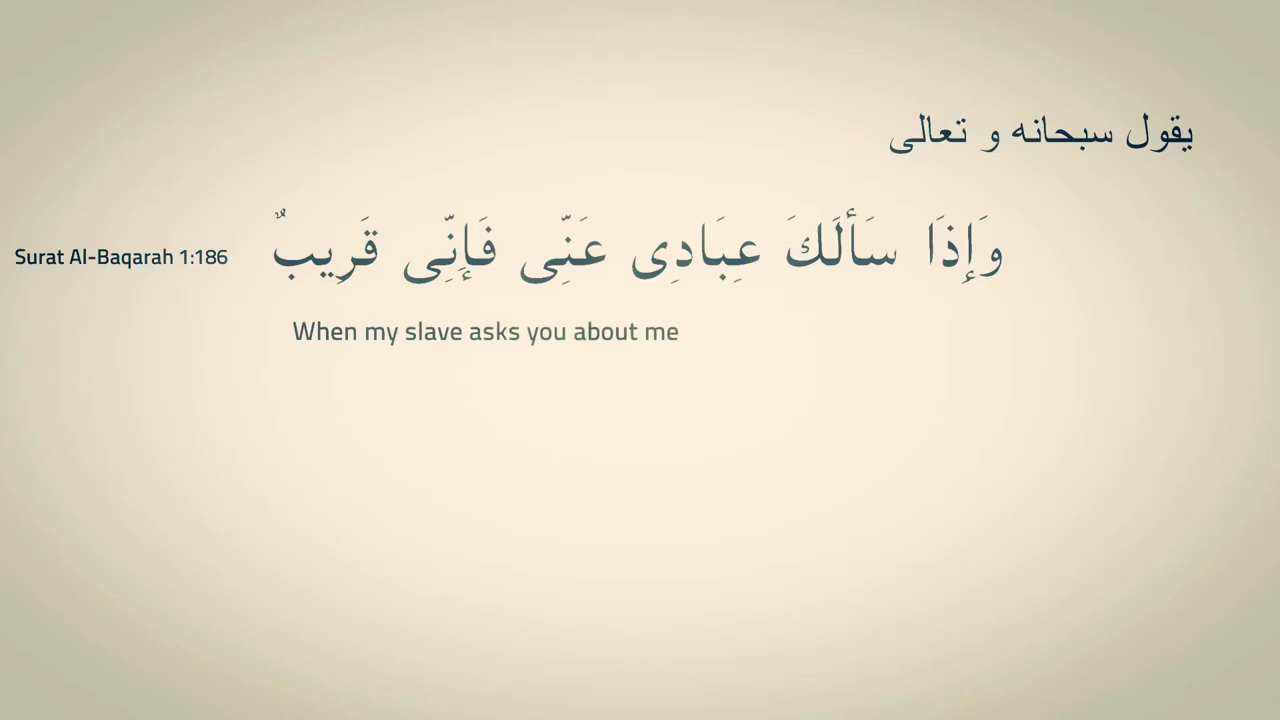 يقول سبحانه و تعالى
وَإِذَا سَأَلَكَ عِبَادِى عَنِّى فَإِنِّى قَرِيبٌ ۖ
Surat Al-Baqarah 1:186
When my slave asks you about me